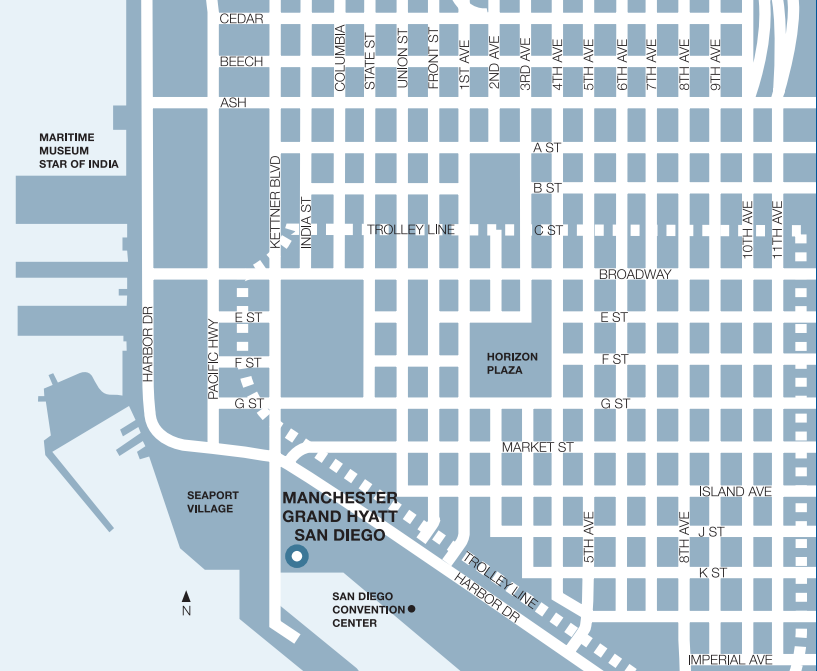 CEDAR
BEECH
COLUMBIA
STATE ST
UNION ST
FRONT ST
1ST AVE
2ND AVE
3RD AVE
4TH AVE
5TH AVE
6TH AVE
7TH AVE
8TH AVE
9TH AVE
ASH
MARITIME
MUSEUM
STAR OF INDIA
A ST
B ST
KETTNER BLVD
INDIA ST
TROLLEY LINE
C ST
10TH AVE
11TH AVE
BROADWAY
HARBOR DR
PACIFIC HWY
E ST
E ST
F ST
HORIZON
PLAZA
F ST
G ST
G ST
MARKET ST
SEAPORT
VILLAGE
MANCHESTER
GRAND HYATT
SAN DIEGO
ISLAND AVE
5TH AVE
8TH AVE
J ST
K ST
TROLLEY LINE
HARBOR DR
N
SAN DIEGO
CONVENTION
CENTER
IMPERIAL AVE